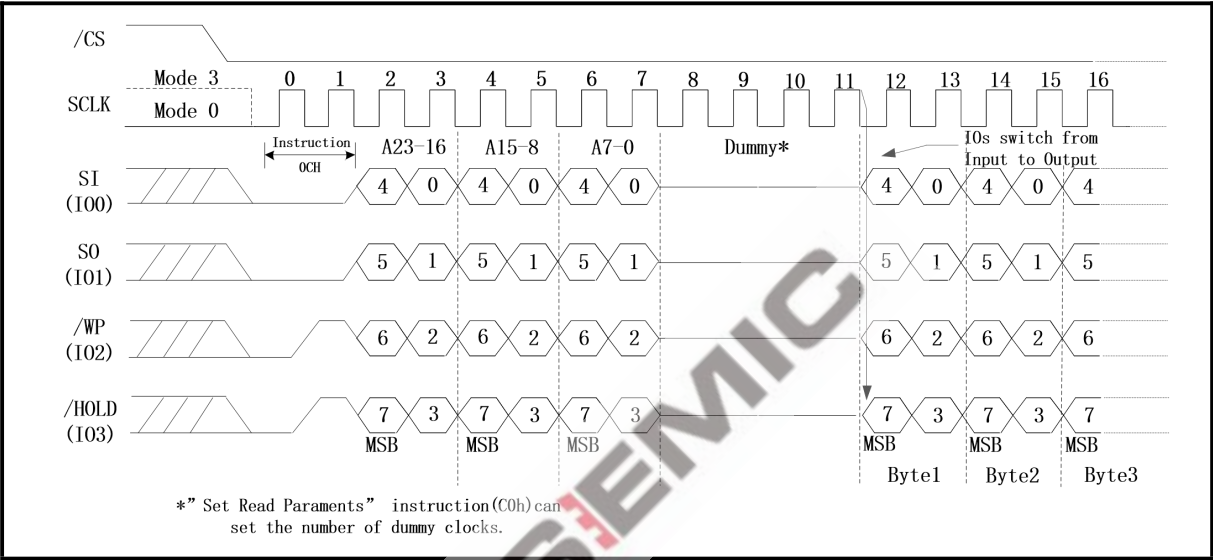 /CS
Mode 3 0 1 2 3 4 5 6 7 8 9 10 11 12 13 14 15 16
SCLK
Mode 0
Instruction A23-16 A15-8 A7-0 Dummy* IOs switch from
0CH Input to Output
SI 4 0 4 0 4 0 4 0 4 0 4
(IO0)
SO 5 1 5 1 5 1 5 1 5 1 5
(IO1)
/WP 6 2 6 2 6 2 6 2 6 2 6
(IO2)
/HOLD 7 3 7 3 7 3 7 3 7 3 7
(IO3)
MSB MSB MSB MSB MSB MSB
Byte1 Byte2 Byte3
*" Set Read Paraments" instruction(C0h)can
set the number of dummy clocks.